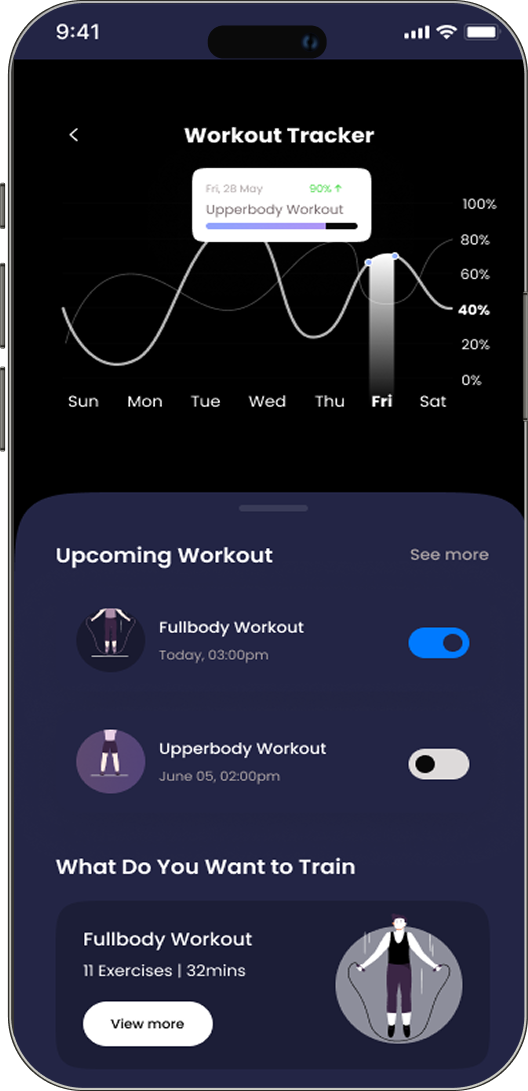 9:41
Workout Tracker
Fri, 28 May 90% ↑
Upperbody Workout
100%
80%
60%
40%
20%
0%
Sun Mon Tue Wed Thu Fri Sat
Upcoming Workout See more
Fullbody Workout
Today, 03:00pm
Upperbody Workout
June 05, 02:00pm
What Do You Want to Train
Fullbody Workout
11 Exercises | 32mins
View more